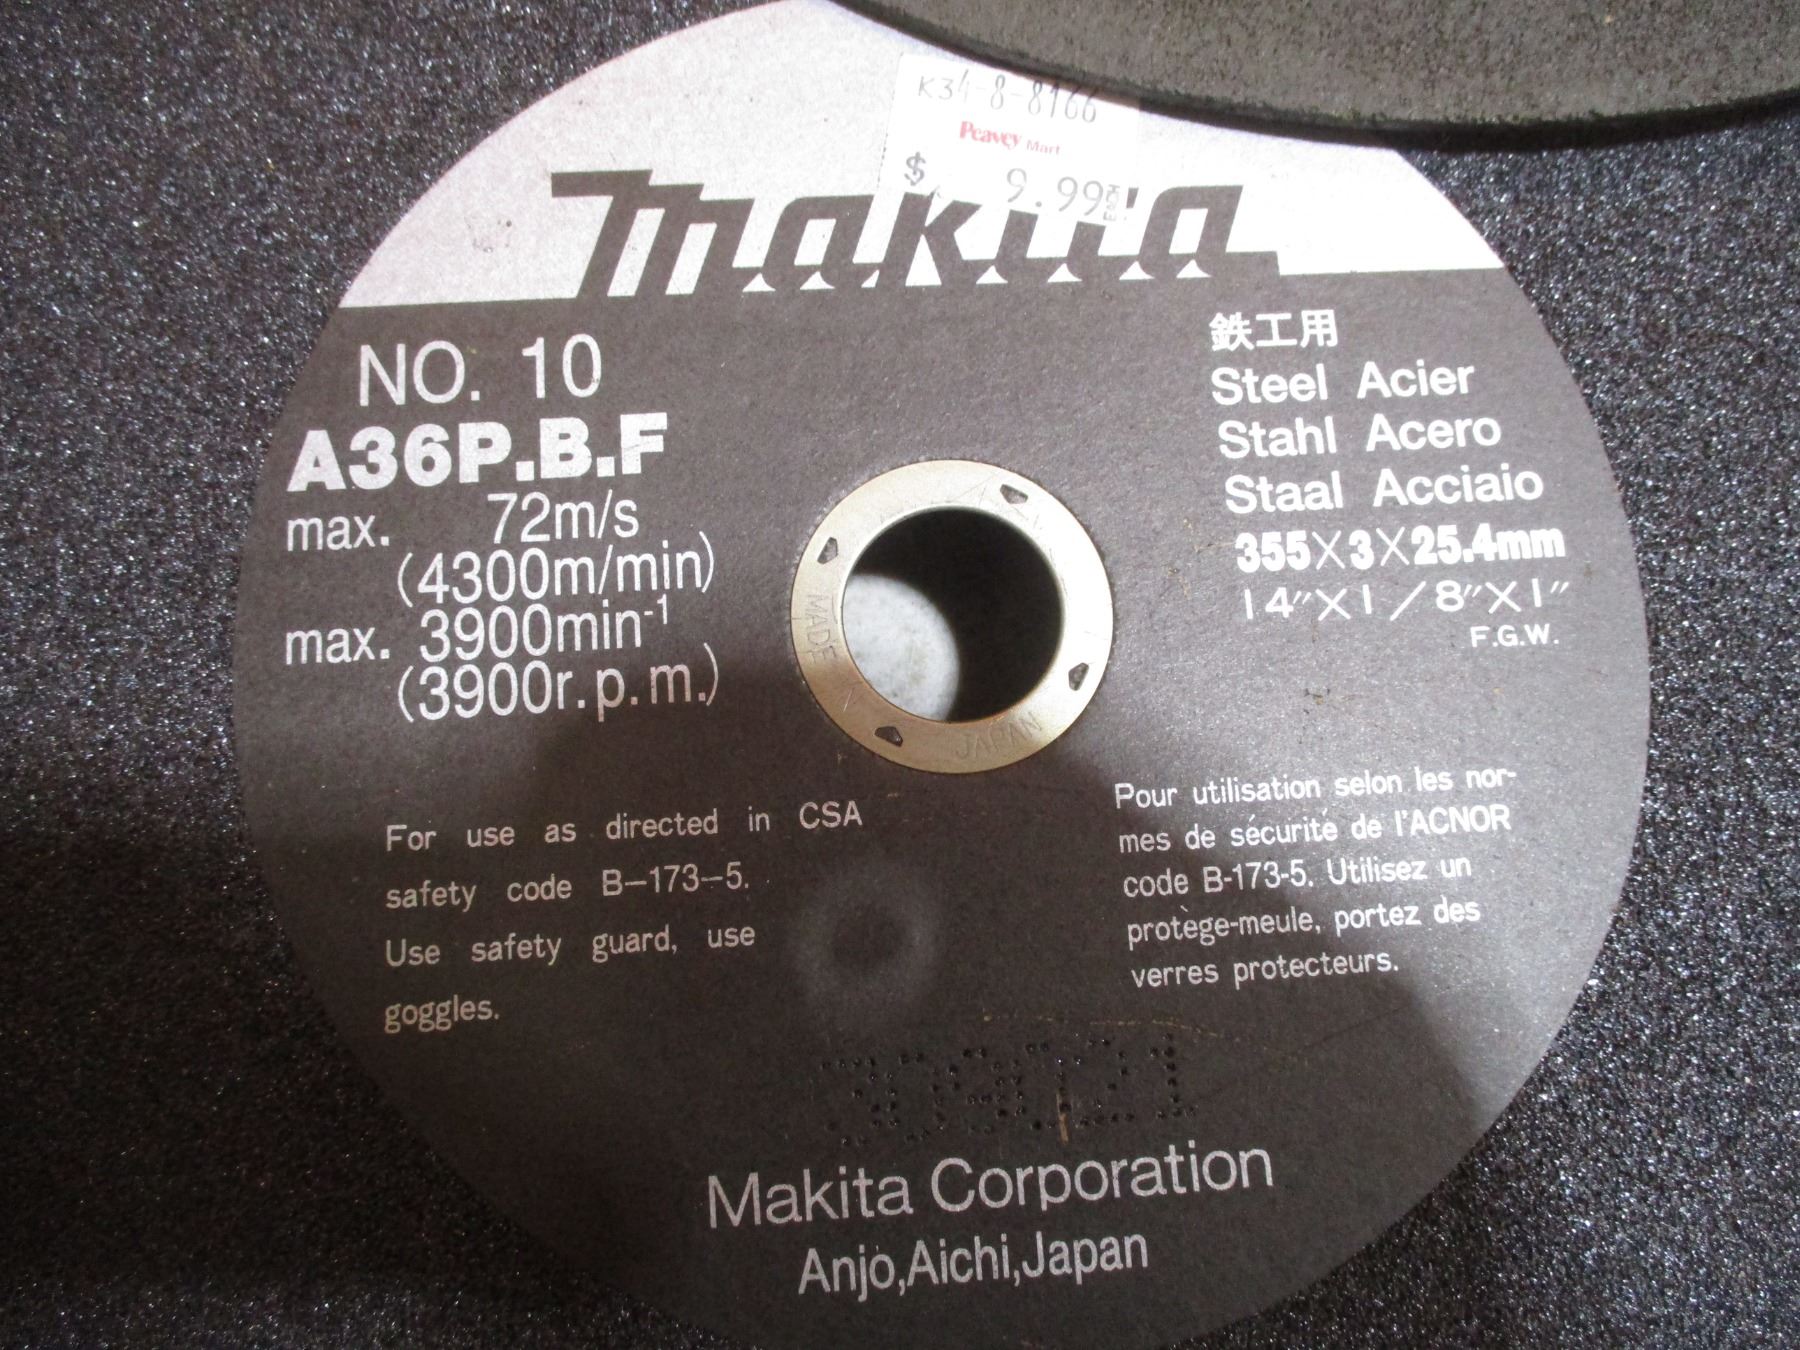 K34-8-8166
Peavey Mart
$ 9.99 EACH
makita
NO. 10
A36P.B.F
max. 72m/s
(4300m/min)
max. 3900min-1
(3900r.p.m.)
鉄工用
Steel Acier
Stahl Acero
Staal Acciaio
355×3×25.4mm
14"×1/8"×1"
F.G.W.
MADE IN JAPAN
For use as directed in CSA
safety code B-173-5.
Use safety guard, use
goggles.
Pour utilisation selon les nor-
mes de sécurité de l'ACNOR
code B-173-5. Utilisez un
protège-meule, portez des
verres protecteurs.
Makita Corporation
Anjo,Aichi,Japan